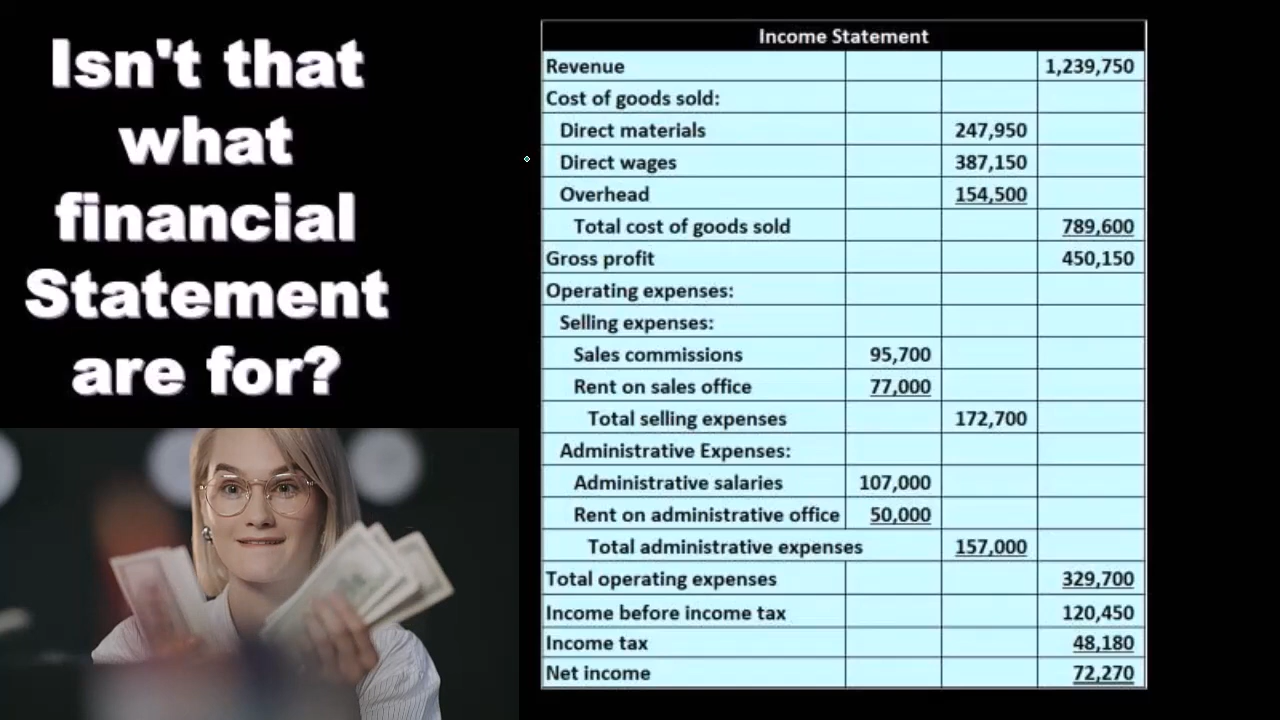 Isn't that
what
financial
Statement
are for?
Income Statement
Revenue 1,239,750
Cost of goods sold:
Direct materials 247,950
Direct wages 387,150
Overhead 154,500
Total cost of goods sold 789,600
Gross profit 450,150
Operating expenses:
Selling expenses:
Sales commissions 95,700
Rent on sales office 77,000
Total selling expenses 172,700
Administrative Expenses:
Administrative salaries 107,000
Rent on administrative office 50,000
Total administrative expenses 157,000
Total operating expenses 329,700
Income before income tax 120,450
Income tax 48,180
Net income 72,270